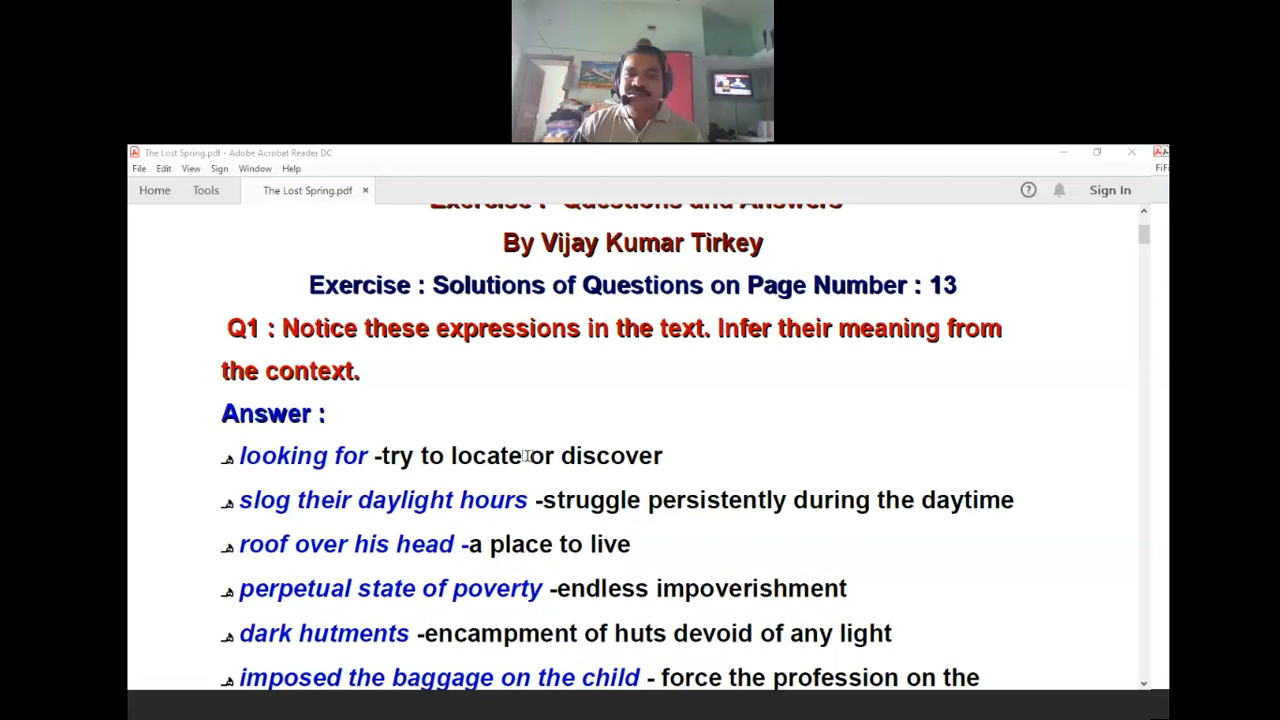 The Lost Spring.pdf - Adobe Acrobat Reader DC
File Edit View Sign Window Help
Home Tools The Lost Spring.pdf × ? Sign In
Exercise : Questions and Answers
By Vijay Kumar Tirkey
Exercise : Solutions of Questions on Page Number : 13
Q1 : Notice these expressions in the text. Infer their meaning from
the context.
Answer :
looking for -try to locate or discover
slog their daylight hours -struggle persistently during the daytime
roof over his head -a place to live
perpetual state of poverty -endless impoverishment
dark hutments -encampment of huts devoid of any light
imposed the baggage on the child - force the profession on the